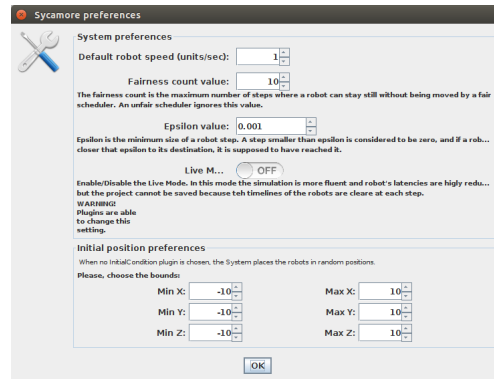 Sycamore preferences
System preferences
Default robot speed (units/sec): 1
Fairness count value: 10
The fairness count is the maximum number of steps where a robot can stay still without being moved by a fair
scheduler. An unfair scheduler ignores this value.
Epsilon value: 0.001
Epsilon is the minimum size of a robot step. A step smaller than epsilon is considered to be zero, and if a rob...
closer that epsilon to its destination, it is supposed to have reached it.
Live M... OFF
Enable/Disable the Live Mode. In this mode the simulation is more fluent and robot's latencies are higly redu...
but the project cannot be saved because teh timelines of the robots are cleare at each step.
WARNING!
Plugins are able
to change this
setting.
Initial position preferences
When no InitialCondition plugin is chosen, the System places the robots in random positions.
Please, choose the bounds:
Min X: -10 Max X: 10
Min Y: -10 Max Y: 10
Min Z: -10 Max Z: 10
OK